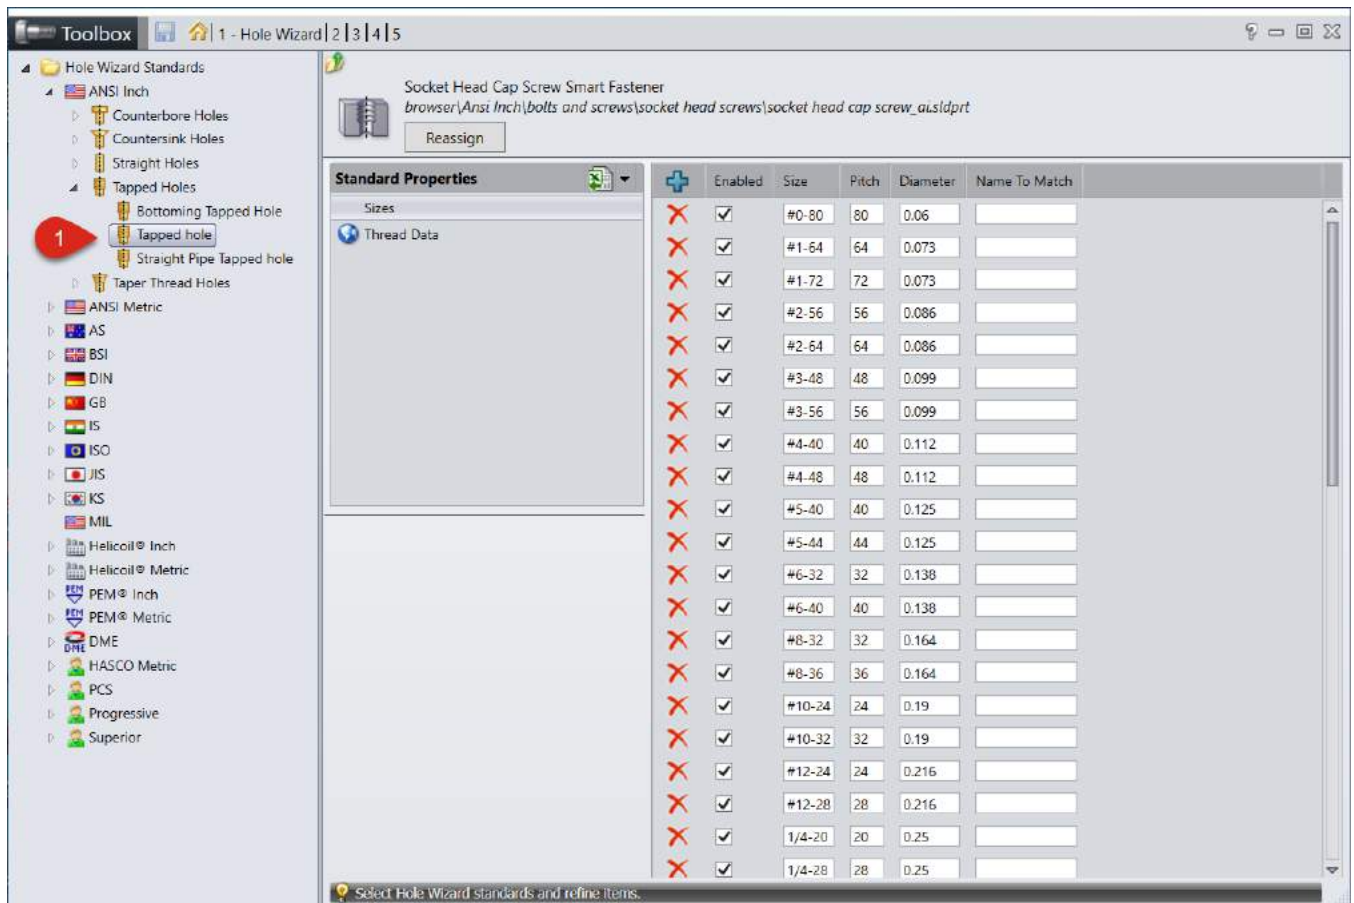 Toolbox 1 - Hole Wizard 2 3 4 5
Hole Wizard Standards
ANSI Inch
Counterbore Holes
Countersink Holes
Straight Holes
Tapped Holes
Bottoming Tapped Hole
1
Tapped hole
Straight Pipe Tapped hole
Taper Thread Holes
ANSI Metric
AS
BSI
DIN
GB
IS
ISO
JIS
KS
MIL
Helicoil® Inch
Helicoil® Metric
PEM® Inch
PEM® Metric
DME
HASCO Metric
PCS
Progressive
Superior
Socket Head Cap Screw Smart Fastener
browser\Ansi Inch\bolts and screws\socket head screws\socket head cap screw_ai.sldprt
Reassign
Standard Properties
Sizes
Thread Data
Enabled Size Pitch Diameter Name To Match
#0-80 80 0.06
#1-64 64 0.073
#1-72 72 0.073
#2-56 56 0.086
#2-64 64 0.086
#3-48 48 0.099
#3-56 56 0.099
#4-40 40 0.112
#4-48 48 0.112
#5-40 40 0.125
#5-44 44 0.125
#6-32 32 0.138
#6-40 40 0.138
#8-32 32 0.164
#8-36 36 0.164
#10-24 24 0.19
#10-32 32 0.19
#12-24 24 0.216
#12-28 28 0.216
1/4-20 20 0.25
1/4-28 28 0.25
Select Hole Wizard standards and refine items.